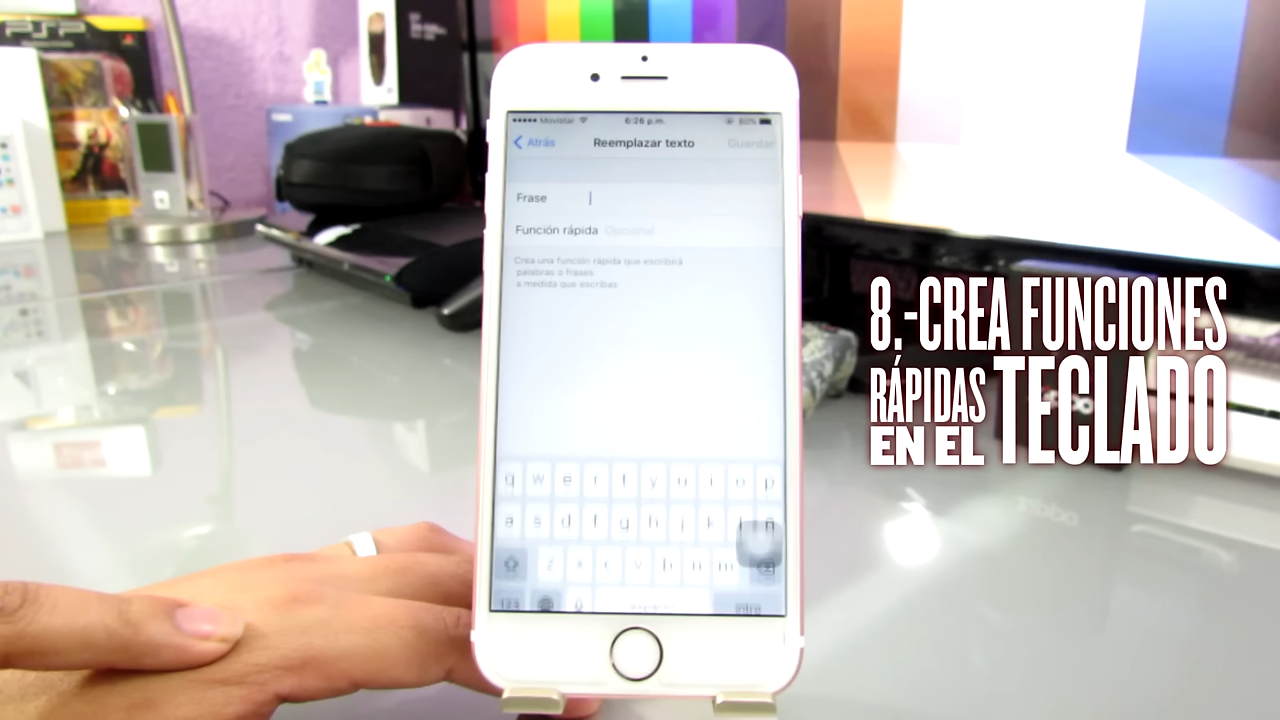 PSP
Movistar 6:26 p.m. 80%
Atrás Reemplazar texto Guardar
Frase
Función rápida Opcional
Crea una función rápida que escribirá
palabras o frases
a medida que escribas
q w e r t y u i o p
a s d f g h j k l ñ
z x c v b n m
123 intro
8.-CREA FUNCIONES
RÁPIDAS
EN EL TECLADO